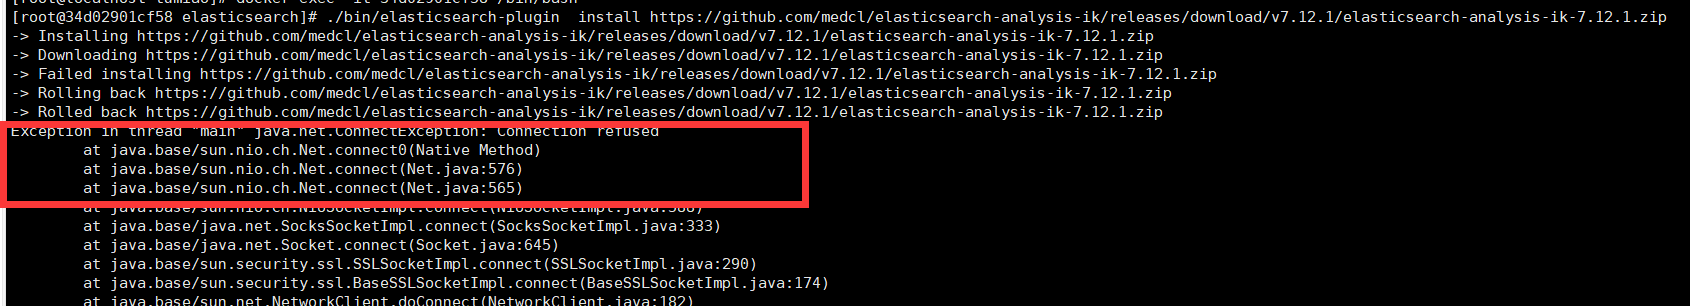 [root@34d02901cf58 elasticsearch]# ./bin/elasticsearch-plugin  install https://github.com/medcl/elasticsearch-analysis-ik/releases/download/v7.12.1/elasticsearch-analysis-ik-7.12.1.zip
-> Installing https://github.com/medcl/elasticsearch-analysis-ik/releases/download/v7.12.1/elasticsearch-analysis-ik-7.12.1.zip
-> Downloading https://github.com/medcl/elasticsearch-analysis-ik/releases/download/v7.12.1/elasticsearch-analysis-ik-7.12.1.zip
-> Failed installing https://github.com/medcl/elasticsearch-analysis-ik/releases/download/v7.12.1/elasticsearch-analysis-ik-7.12.1.zip
-> Rolling back https://github.com/medcl/elasticsearch-analysis-ik/releases/download/v7.12.1/elasticsearch-analysis-ik-7.12.1.zip
-> Rolled back https://github.com/medcl/elasticsearch-analysis-ik/releases/download/v7.12.1/elasticsearch-analysis-ik-7.12.1.zip
Exception in thread "main" java.net.ConnectException: Connection refused
at java.base/sun.nio.ch.Net.connect0(Native Method)
at java.base/sun.nio.ch.Net.connect(Net.java:576)
at java.base/sun.nio.ch.Net.connect(Net.java:565)
at java.base/sun.nio.ch.NioSocketImpl.connect(NioSocketImpl.java:588)
at java.base/java.net.SocksSocketImpl.connect(SocksSocketImpl.java:333)
at java.base/java.net.Socket.connect(Socket.java:645)
at java.base/sun.security.ssl.SSLSocketImpl.connect(SSLSocketImpl.java:290)
at java.base/sun.security.ssl.BaseSSLSocketImpl.connect(BaseSSLSocketImpl.java:174)
at java.base/sun.net.NetworkClient.doConnect(NetworkClient.java:182)